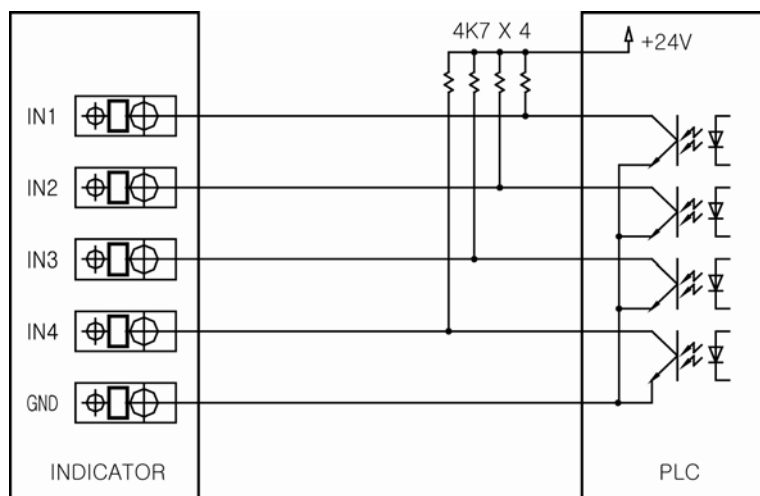 4K7 X 4
+24V
IN1
IN2
IN3
IN4
GND
INDICATOR
PLC